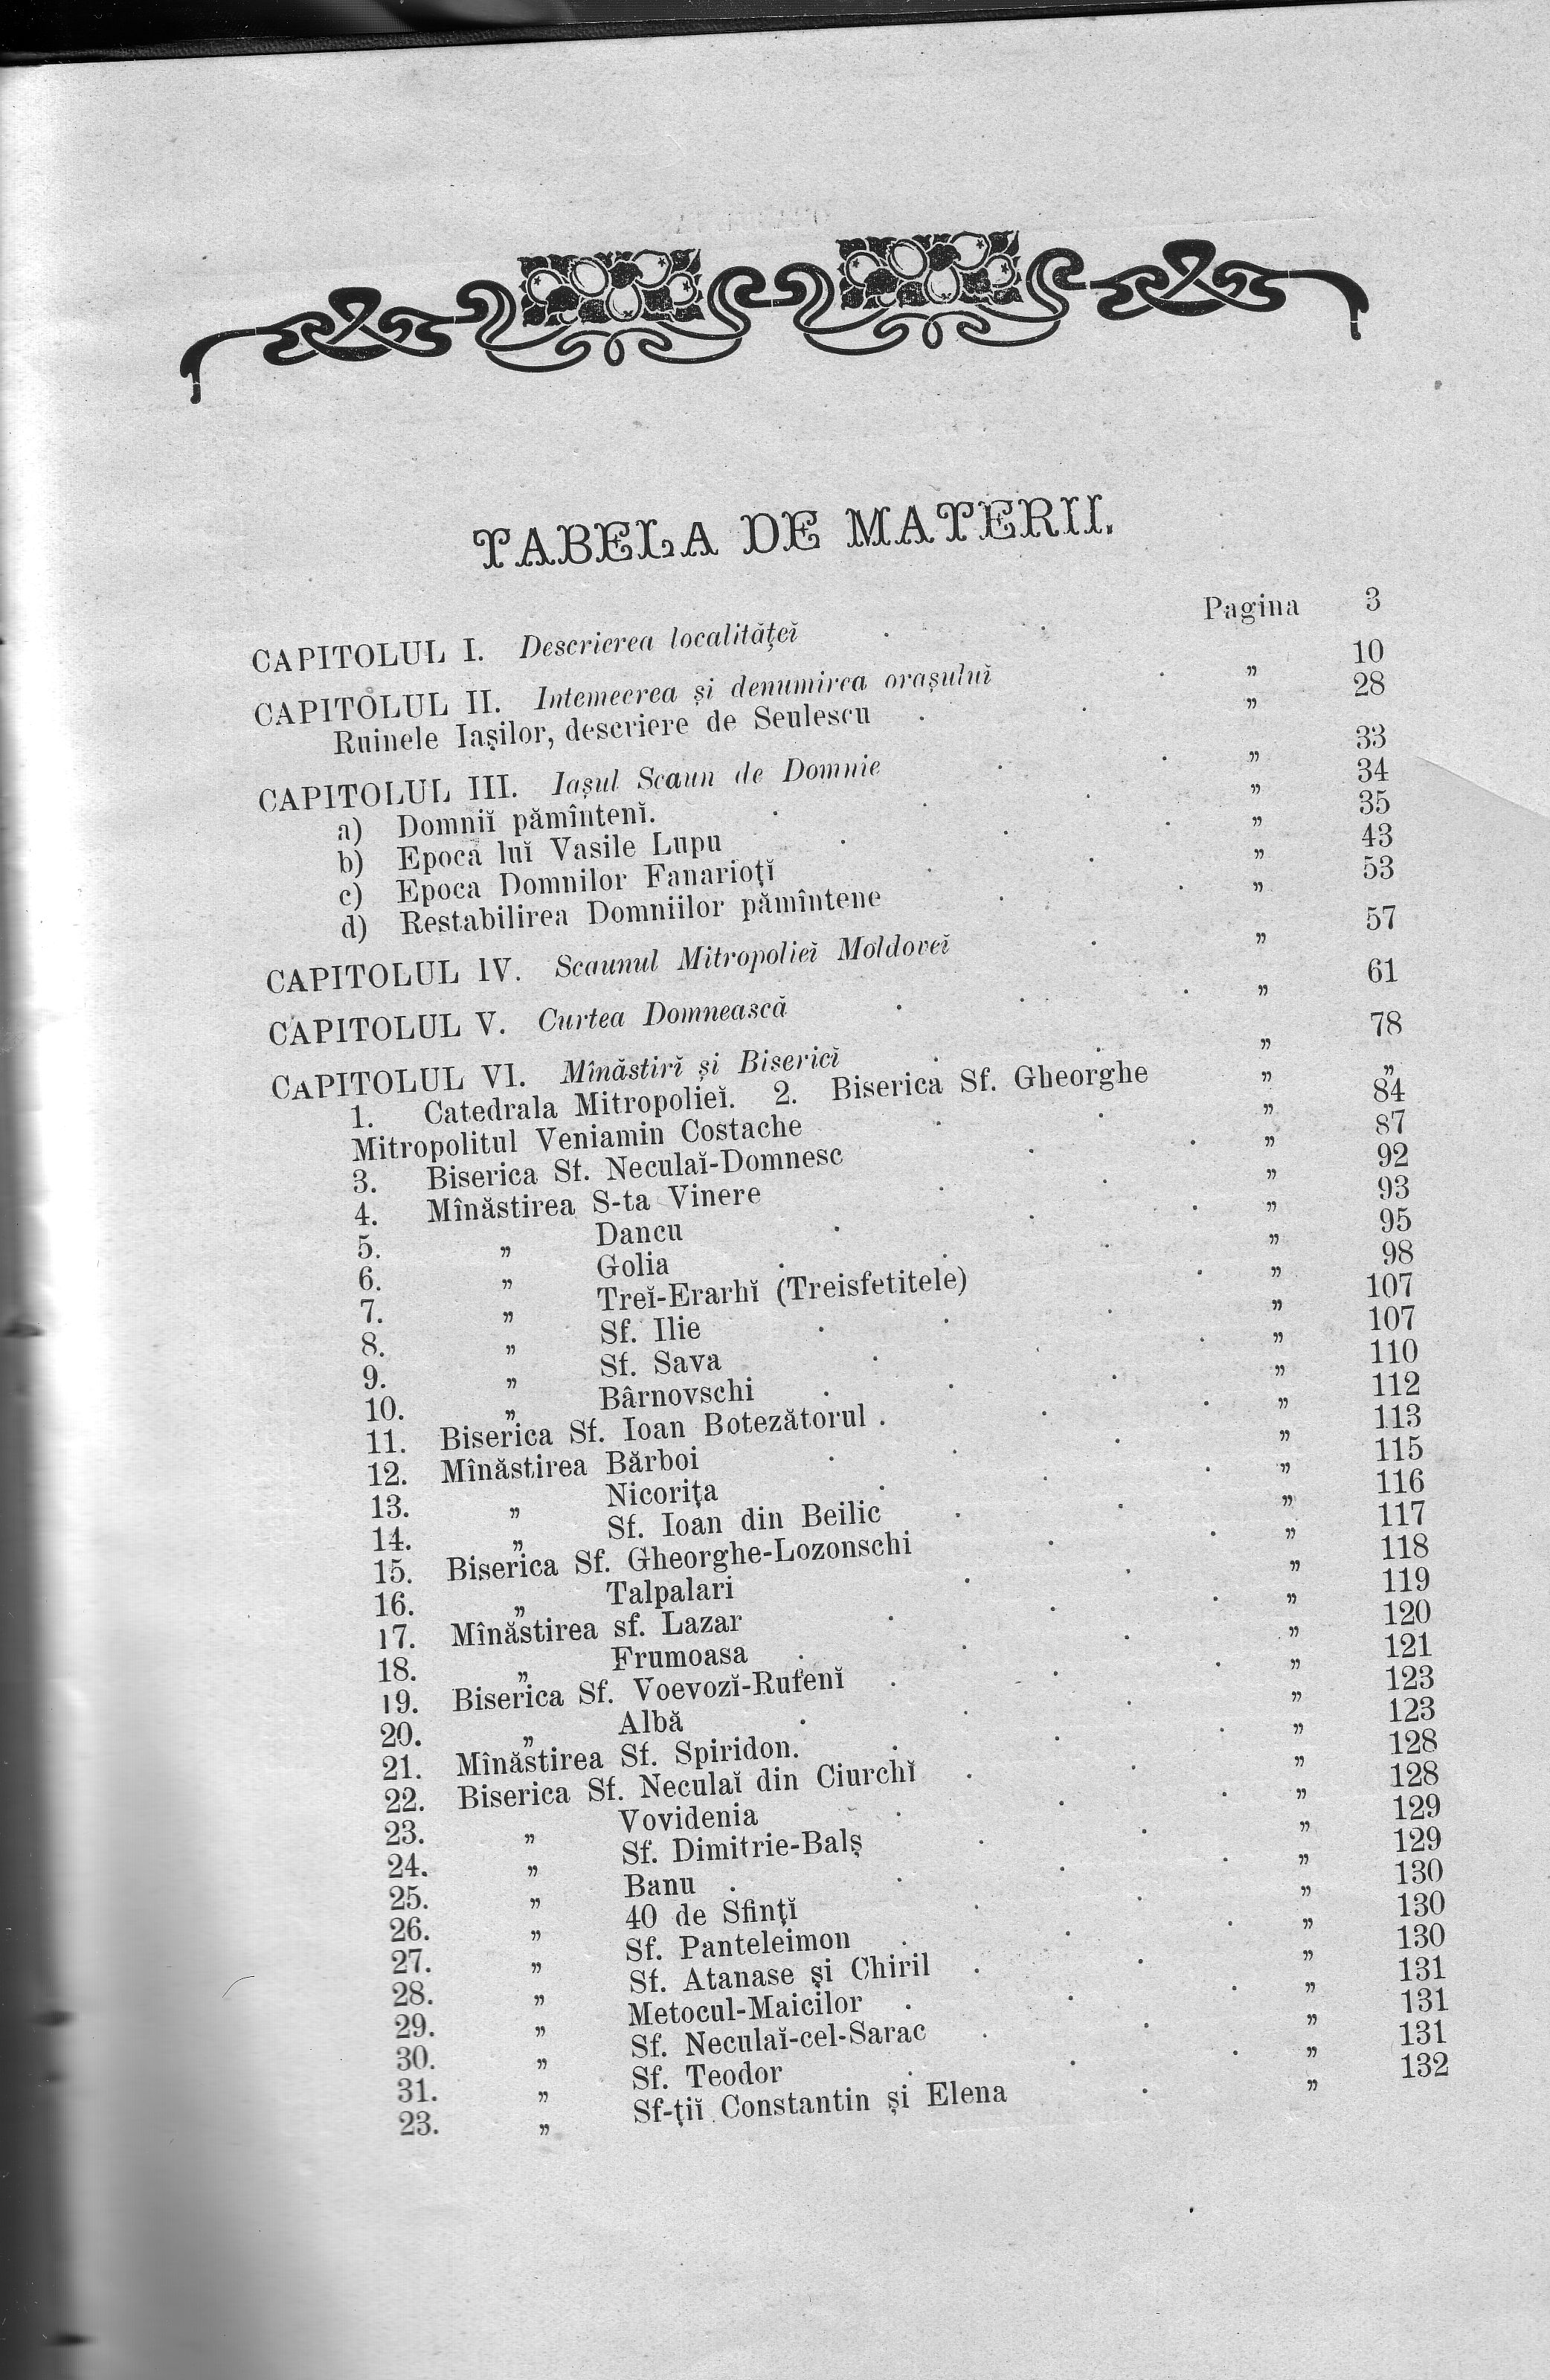 TABELA DE MATERII.
CAPITOLUL I. Descrierea localităţeĭ . . Pagina 3
CAPITOLUL II. Intemeerea şi denumirea oraşuluĭ . „ 10
Ruinele Iaşilor, descriere de Seulescu . . „ 28
CAPITOLUL III. Iaşul Scaun de Domnie . . „ 33
a) Domniĭ pămîntenĭ. . . . „ 34
b) Epoca luĭ Vasile Lupu . . . „ 35
c) Epoca Domnilor Fanarioţĭ . . „ 43
d) Restabilirea Domniilor pămîntene . . „ 53
CAPITOLUL IV. Scaunul Mitropolieĭ Moldoveĭ . „ 57
CAPITOLUL V. Curtea Domnească . . . „ 61
CAPITOLUL VI. Mînăstirĭ şi Bisericĭ . . „ 78
1. Catedrala Mitropolieĭ. 2. Biserica Sf. Gheorghe „ „
Mitropolitul Veniamin Costache . . „ 84
3. Biserica Sf. Neculaĭ-Domnesc . . „ 87
4. Mînăstirea S-ta Vinere . . „ 92
5. „ Dancu . . . „ 93
6. „ Golia . . . „ 95
7. „ Treĭ-Erarhĭ (Treisfetitele) . „ 98
8. „ Sf. Ilie . . . „ 107
9. „ Sf. Sava . . . „ 107
10. „ Bârnovschi . . . „ 110
11. Biserica Sf. Ioan Botezătorul . . . „ 112
12. Mînăstirea Bărboi . . . „ 113
13. „ Nicoriţa . . . „ 115
14. „ Sf. Ioan din Beilic . . „ 116
15. Biserica Sf. Gheorghe-Lozonschi . . „ 117
16. „ Talpalari . . . „ 118
17. Mînăstirea sf. Lazar . . . „ 119
18. „ Frumoasa . . . „ 120
19. Biserica Sf. Voevozĭ-Rufenĭ . . . „ 121
20. „ Albă . . . „ 123
21. Mînăstirea Sf. Spiridon. . . . „ 123
22. Biserica Sf. Neculaĭ din Ciurchĭ . . „ 128
23. „ Vovidenia . . . „ 128
24. „ Sf. Dimitrie-Balş . . „ 129
25. „ Banu . . . . „ 129
26. „ 40 de Sfinţĭ . . „ 130
27. „ Sf. Panteleimon . . . „ 130
28. „ Sf. Atanase şi Chiril . . „ 130
29. „ Metocul-Maicilor . . . „ 131
30. „ Sf. Neculaĭ-cel-Sarac . . „ 131
31. „ Sf. Teodor . . . „ 131
23. „ Sf-ţiĭ Constantin şi Elena . „ 132